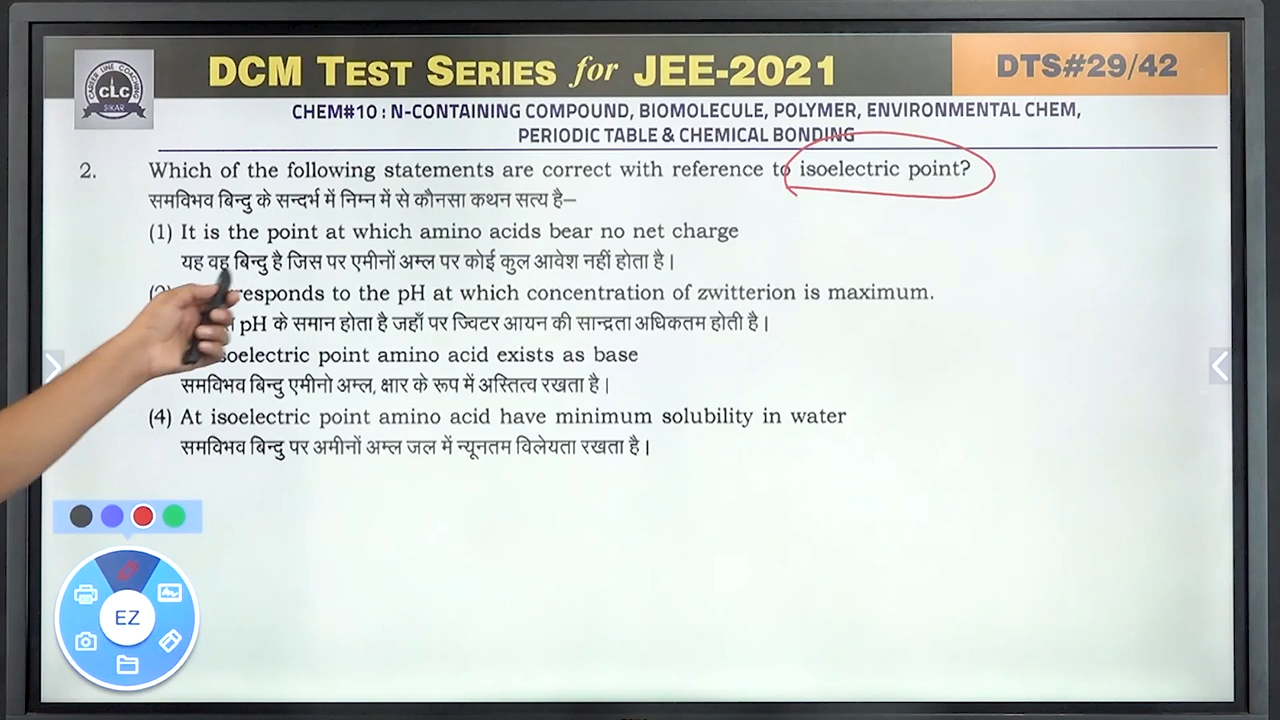 CAREER LINE COACHING
CLC
SIKAR
DCM TEST SERIES for JEE-2021
DTS#29/42
CHEM#10 : N-CONTAINING COMPOUND, BIOMOLECULE, POLYMER, ENVIRONMENTAL CHEM,
PERIODIC TABLE & CHEMICAL BONDING
2. Which of the following statements are correct with reference to isoelectric point?
समविभव बिन्दु के सन्दर्भ में निम्न में से कौनसा कथन सत्य है–
(1) It is the point at which amino acids bear no net charge
यह वह बिन्दु है जिस पर एमीनों अम्ल पर कोई कुल आवेश नहीं होता है।
responds to the pH at which concentration of zwitterion is maximum.
pH के समान होता है जहाँ पर ज्विटर आयन की सान्द्रता अधिकतम होती है।
soelectric point amino acid exists as base
समविभव बिन्दु एमीनो अम्ल, क्षार के रूप में अस्तित्व रखता है।
(4) At isoelectric point amino acid have minimum solubility in water
समविभव बिन्दु पर अमीनों अम्ल जल में न्यूनतम विलेयता रखता है।
EZ